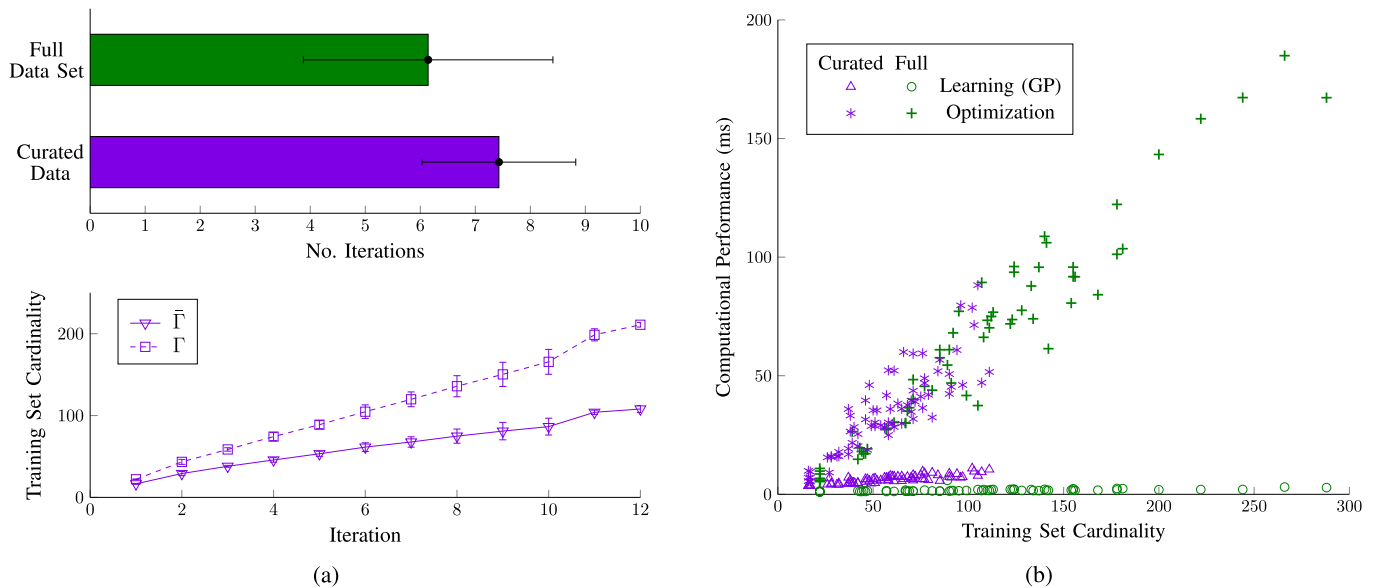 Full
Data Set
Curated
Data
0 1 2 3 4 5 6 7 8 9 10
No. Iterations
Training Set Cardinality
200
100
0
Γ̄
Γ
0 2 4 6 8 10 12
Iteration
(a)
Computational Performance (ms)
200
150
100
50
0
Curated Full
Learning (GP)
Optimization
0 50 100 150 200 250 300
Training Set Cardinality
(b)